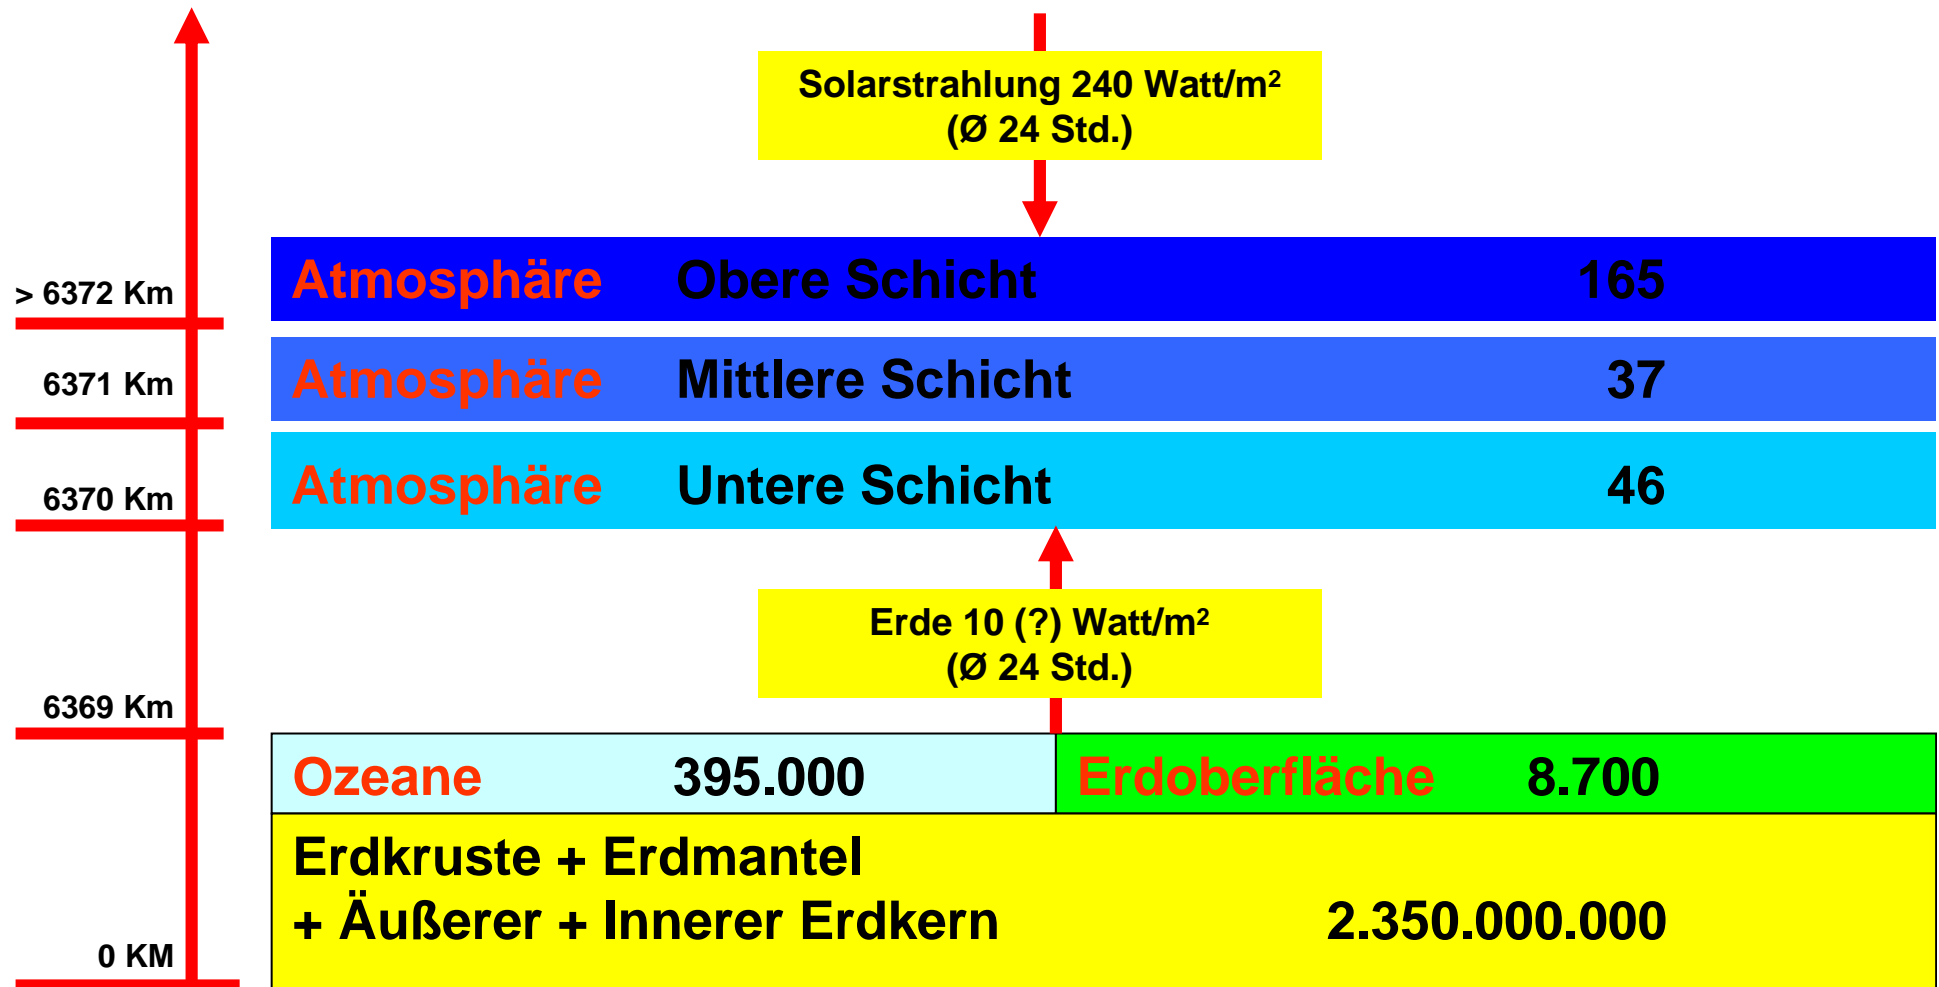 Solarstrahlung 240 Watt/m²
(Ø 24 Std.)
> 6372 Km
Atmosphäre Obere Schicht 165
6371 Km
Atmosphäre Mittlere Schicht 37
6370 Km
Atmosphäre Untere Schicht 46
Erde 10 (?) Watt/m²
(Ø 24 Std.)
6369 Km
Ozeane 395.000 Erdoberfläche 8.700
Erdkruste + Erdmantel
+ Äußerer + Innerer Erdkern 2.350.000.000
0 KM